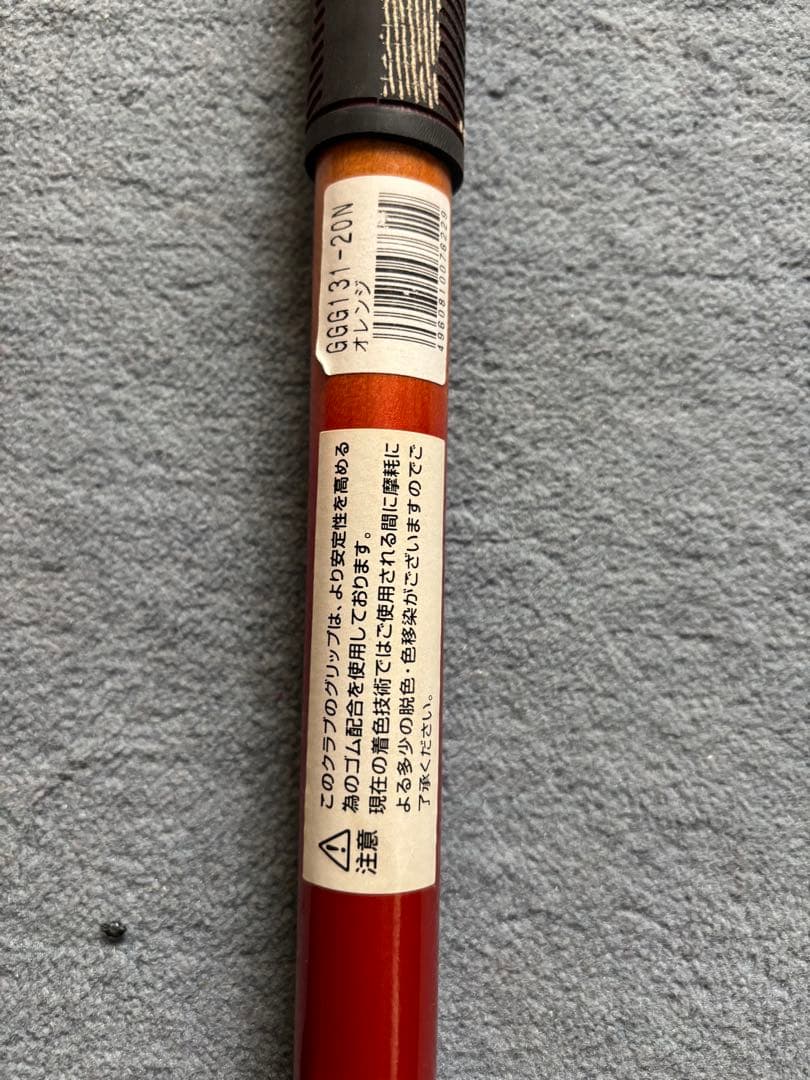 GGG131-20N
オレンジ
4960810078229
注意
このクラブのグリップは、より安定性を高める
為のゴム配合を使用しております。
現在の着色技術ではご使用される間に摩耗に
よる多少の脱色・色移染がございますのでご
了承ください。